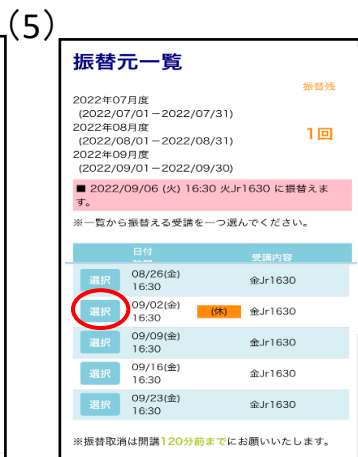 (5)
振替元一覧
振替残
2022年07月度
(2022/07/01－2022/07/31)
2022年08月度
(2022/08/01－2022/08/31)
1回
2022年09月度
(2022/09/01－2022/09/30)
■ 2022/09/06 (火) 16:30 火Jr1630 に振替えま
す。
※一覧から振替える受講を一つ選んでください。
日付
受講内容
選択 08/26(金) 16:30 金Jr1630
選択 09/02(金) 16:30 (休) 金Jr1630
選択 09/09(金) 16:30 金Jr1630
選択 09/16(金) 16:30 金Jr1630
選択 09/23(金) 16:30 金Jr1630
※振替取消は開講120分前までにお願いいたします。